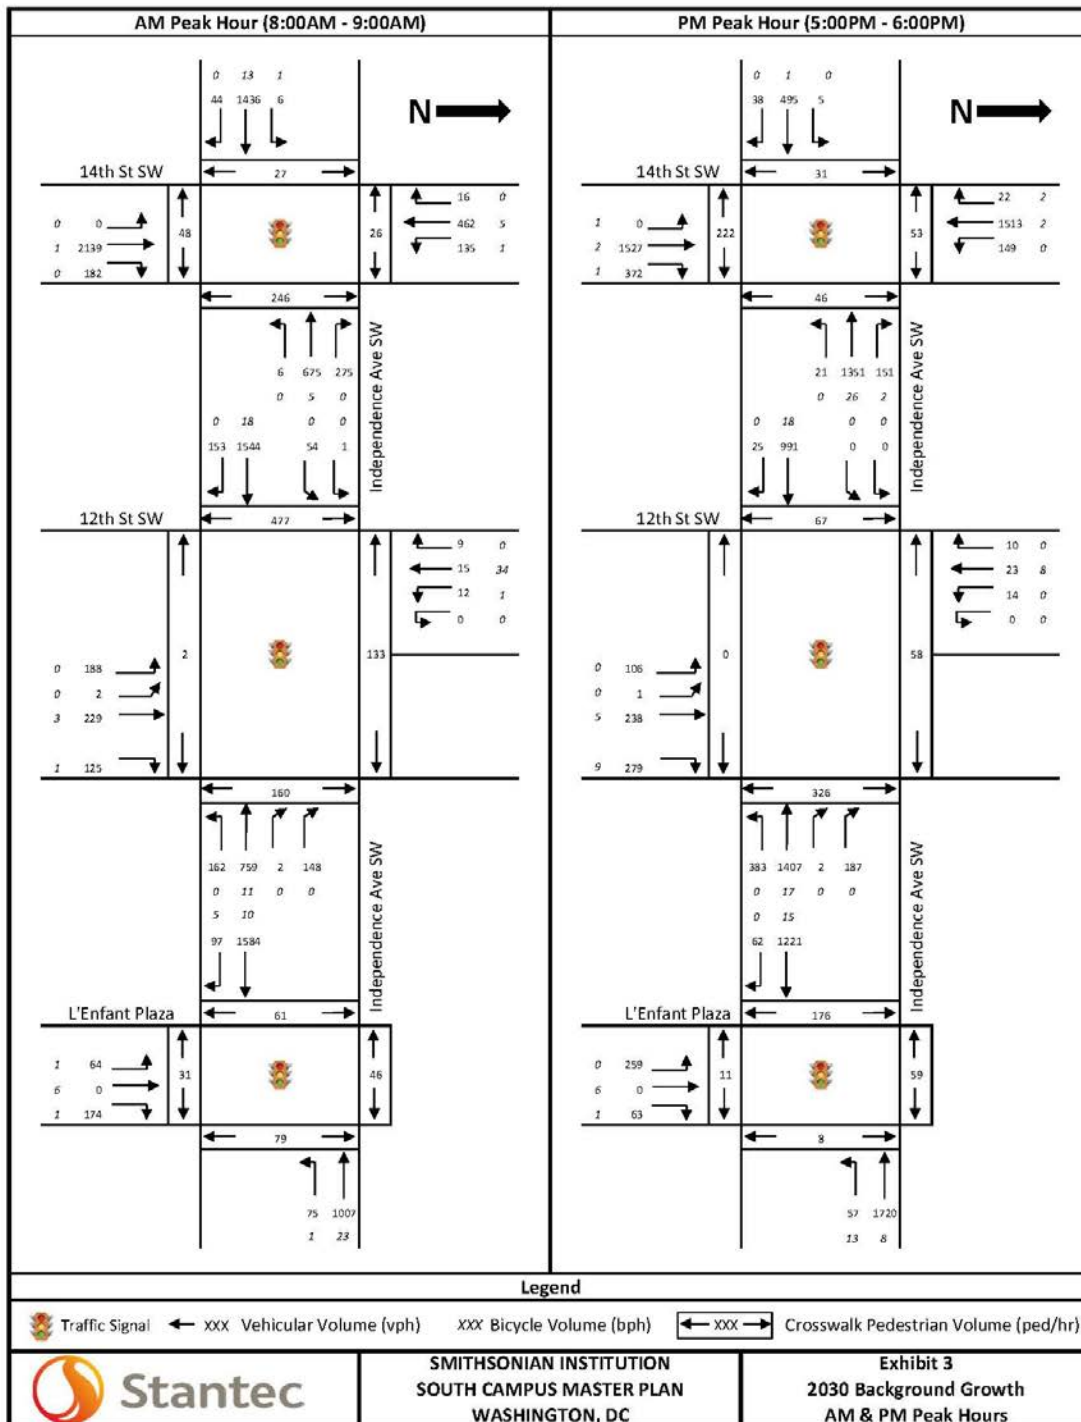 AM Peak Hour (8:00AM - 9:00AM)
0 13 1
44 1436 6
N
14th St SW
27
0 0
1 2139
0 182
48
26
16 0
462 5
135 1
246
6 675 275
0 5 0
Independence Ave SW
0 18 0 0
153 1544 54 1
12th St SW
477
9 0
15 34
12 1
0 0
2
133
0 188
0 2
3 229
1 125
160
162 759 2 148
0 11 0 0
5 10
97 1584
Independence Ave SW
L'Enfant Plaza
61
1 64
6 0
1 174
31
46
79
75 1007
1 23
PM Peak Hour (5:00PM - 6:00PM)
0 1 0
38 495 5
N
14th St SW
31
1 0
2 1527
1 372
222
53
22 2
1513 2
149 0
46
21 1351 151
0 26 2
Independence Ave SW
0 18 0 0
25 991 0 0
12th St SW
67
10 0
23 8
14 0
0 0
0
58
0 106
0 1
5 238
9 279
326
383 1407 2 187
0 17 0 0
0 15
62 1221
Independence Ave SW
L'Enfant Plaza
176
0 259
6 0
1 63
11
59
8
57 1720
13 8
Legend
Traffic Signal
XXX Vehicular Volume (vph)
XXX Bicycle Volume (bph)
XXX Crosswalk Pedestrian Volume (ped/hr)
Stantec
SMITHSONIAN INSTITUTION
SOUTH CAMPUS MASTER PLAN
WASHINGTON, DC
Exhibit 3
2030 Background Growth
AM & PM Peak Hours